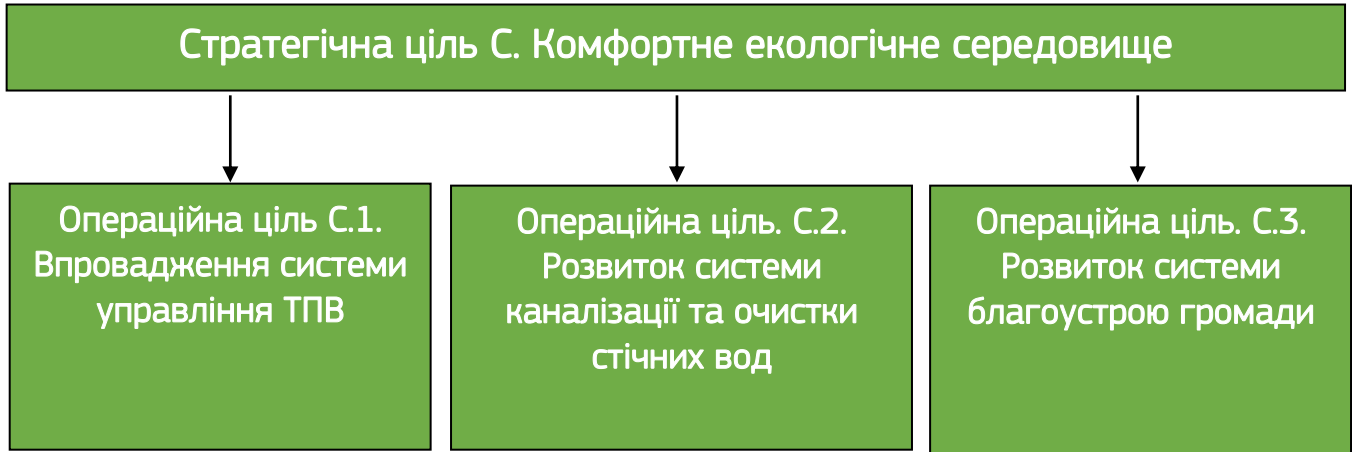 Стратегічна ціль С. Комфортне екологічне середовище
Операційна ціль С.1.
Впровадження системи
управління ТПВ
Операційна ціль. С.2.
Розвиток системи
каналізації та очистки
стічних вод
Операційна ціль. С.3.
Розвиток системи
благоустрою громади